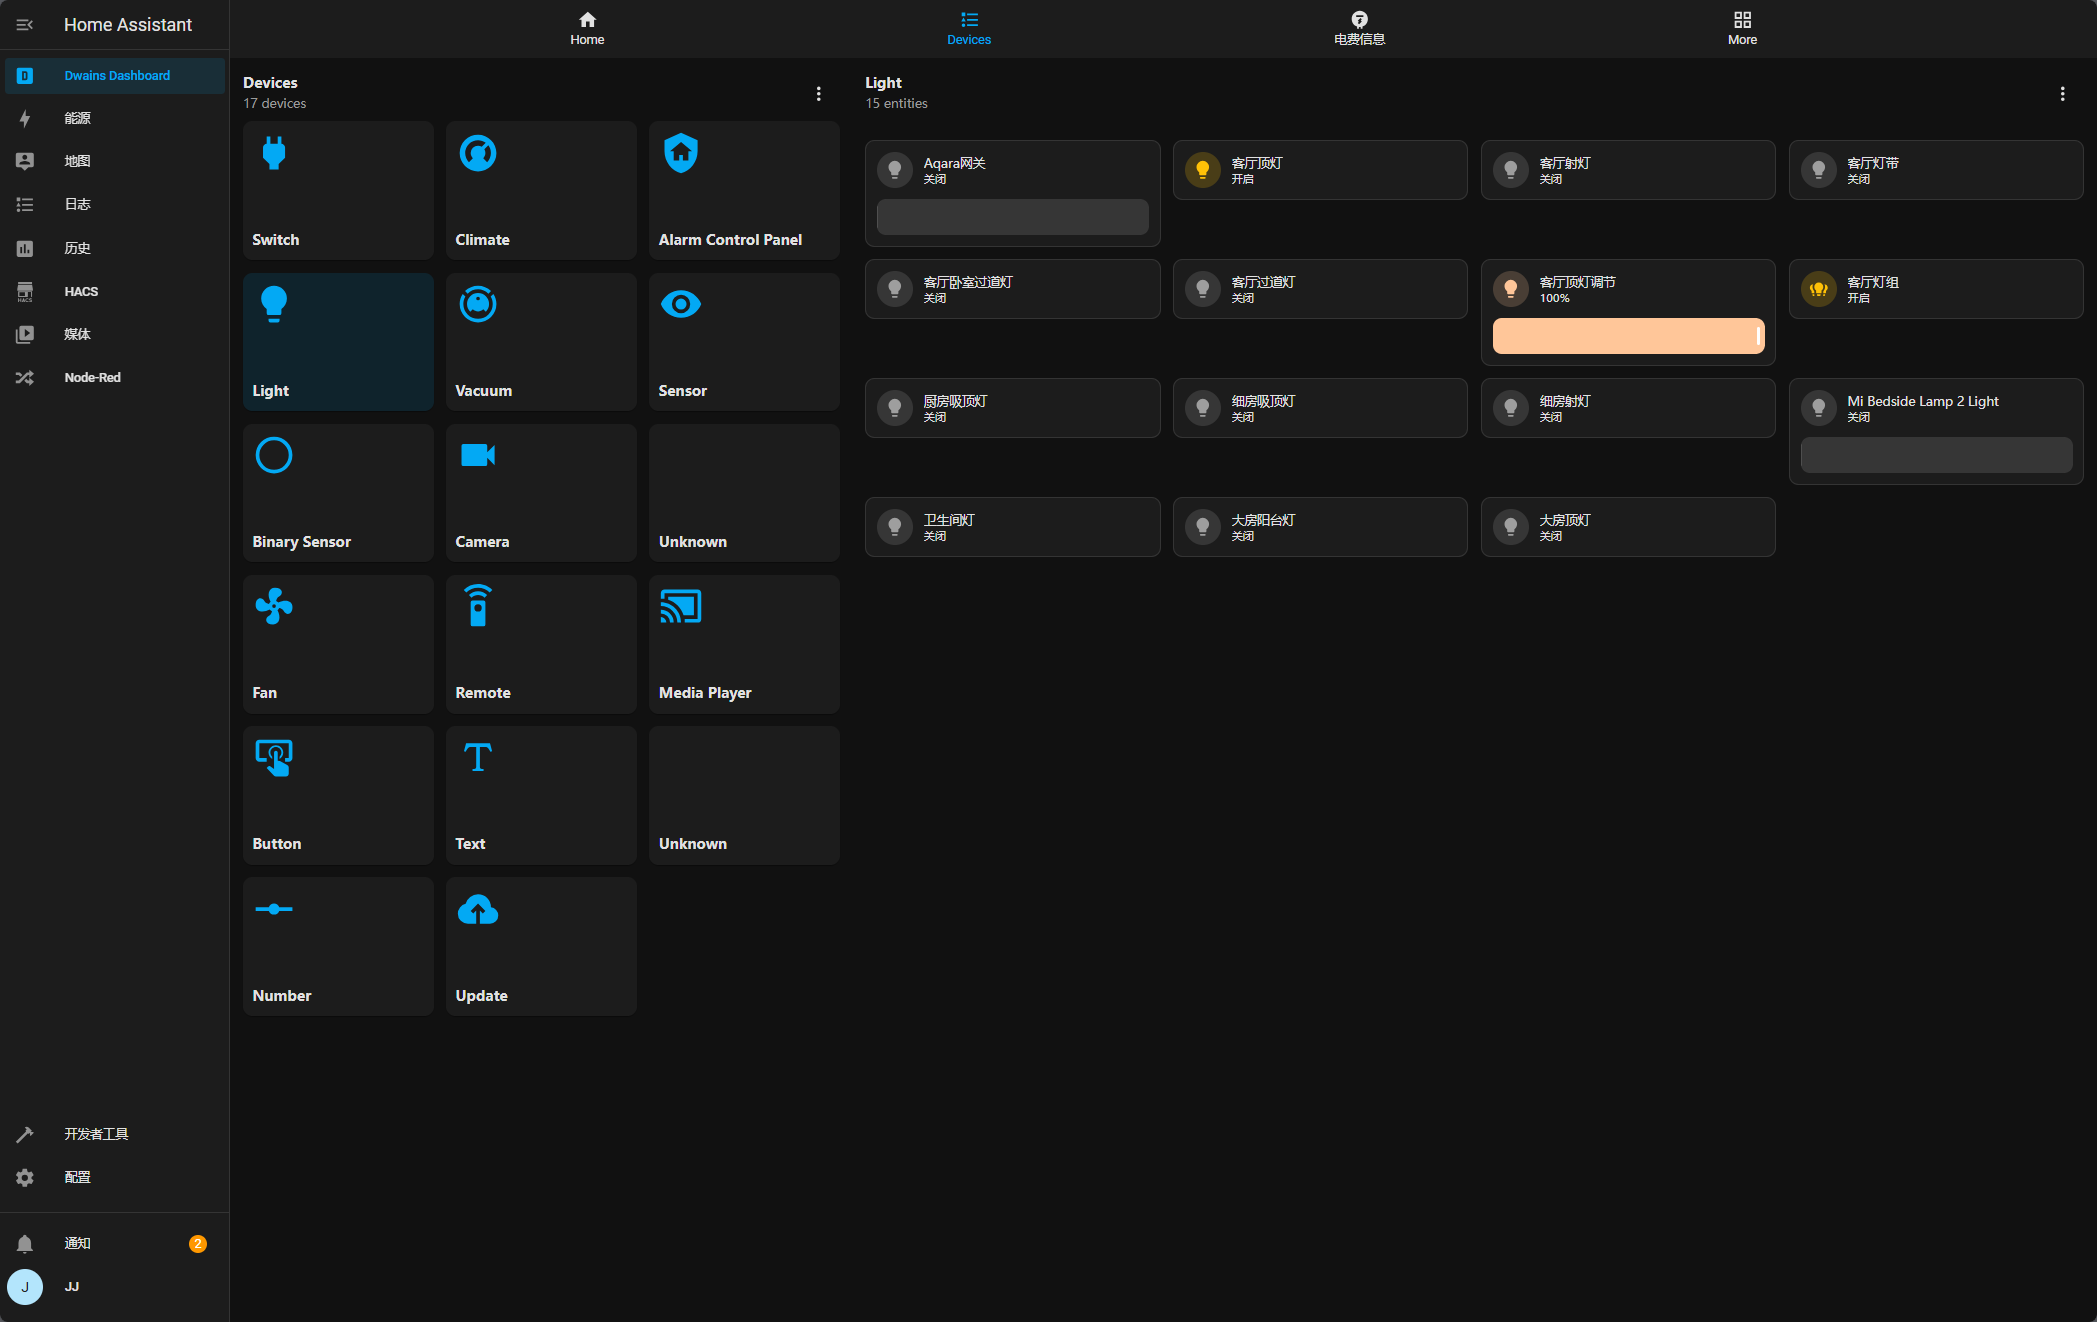 Home Assistant
Dwains Dashboard
能源
地图
日志
历史
HACS
HACS
媒体
Node-Red
开发者工具
配置
通知
2
J
JJ
Home
Devices
电费信息
More
Devices
17 devices
Switch
Climate
Alarm Control Panel
Light
Vacuum
Sensor
Binary Sensor
Camera
Unknown
Fan
Remote
Media Player
Button
Text
Unknown
Number
Update
Light
15 entities
Aqara网关
关闭
客厅顶灯
开启
客厅射灯
关闭
客厅灯带
关闭
客厅卧室过道灯
关闭
客厅过道灯
关闭
客厅顶灯调节
100%
客厅灯组
开启
厨房吸顶灯
关闭
细房吸顶灯
关闭
细房射灯
关闭
Mi Bedside Lamp 2 Light
关闭
卫生间灯
关闭
大房阳台灯
关闭
大房顶灯
关闭